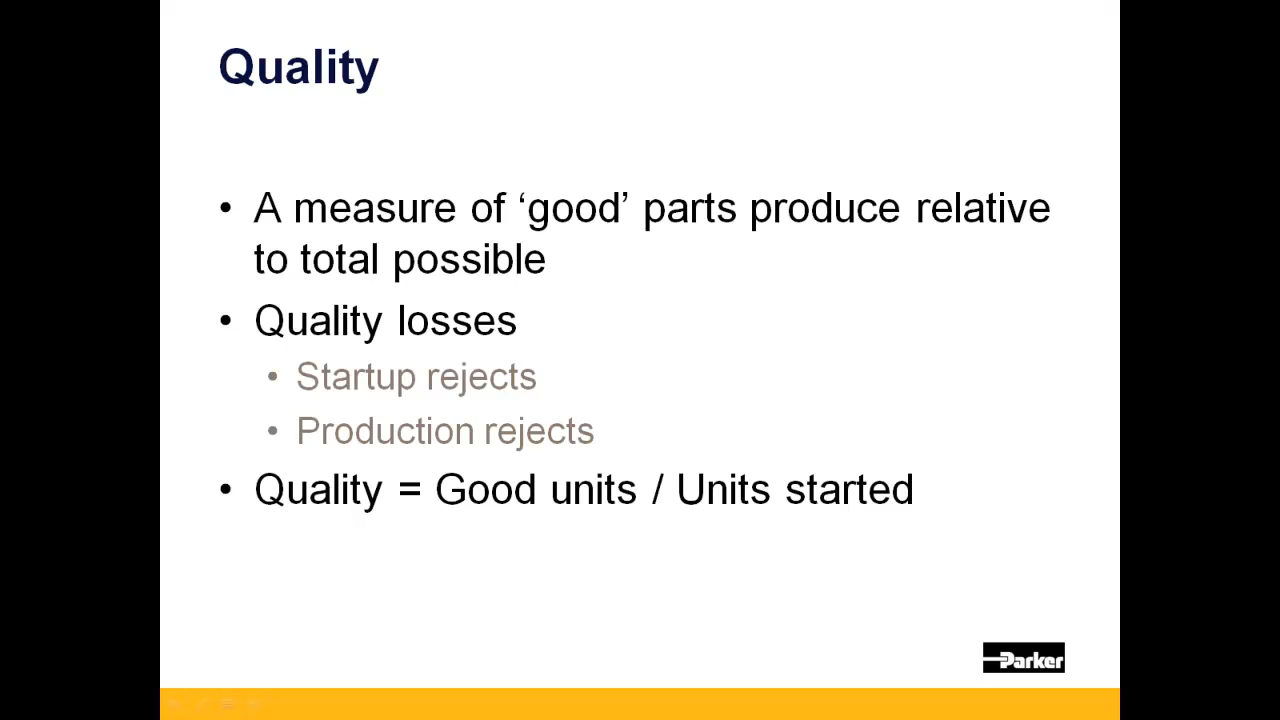 Quality
• A measure of ‘good’ parts produce relative
to total possible
• Quality losses
• Startup rejects
• Production rejects
• Quality = Good units / Units started
Parker